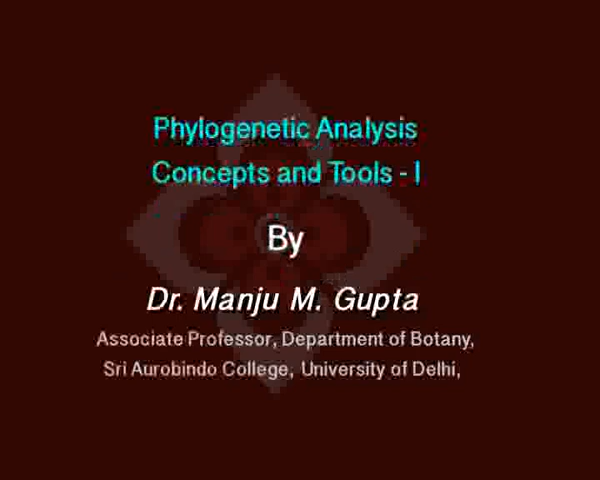 Phylogenetic Analysis
Concepts and Tools - I
By
Dr. Manju M. Gupta
Associate Professor, Department of Botany,
Sri Aurobindo College, University of Delhi,